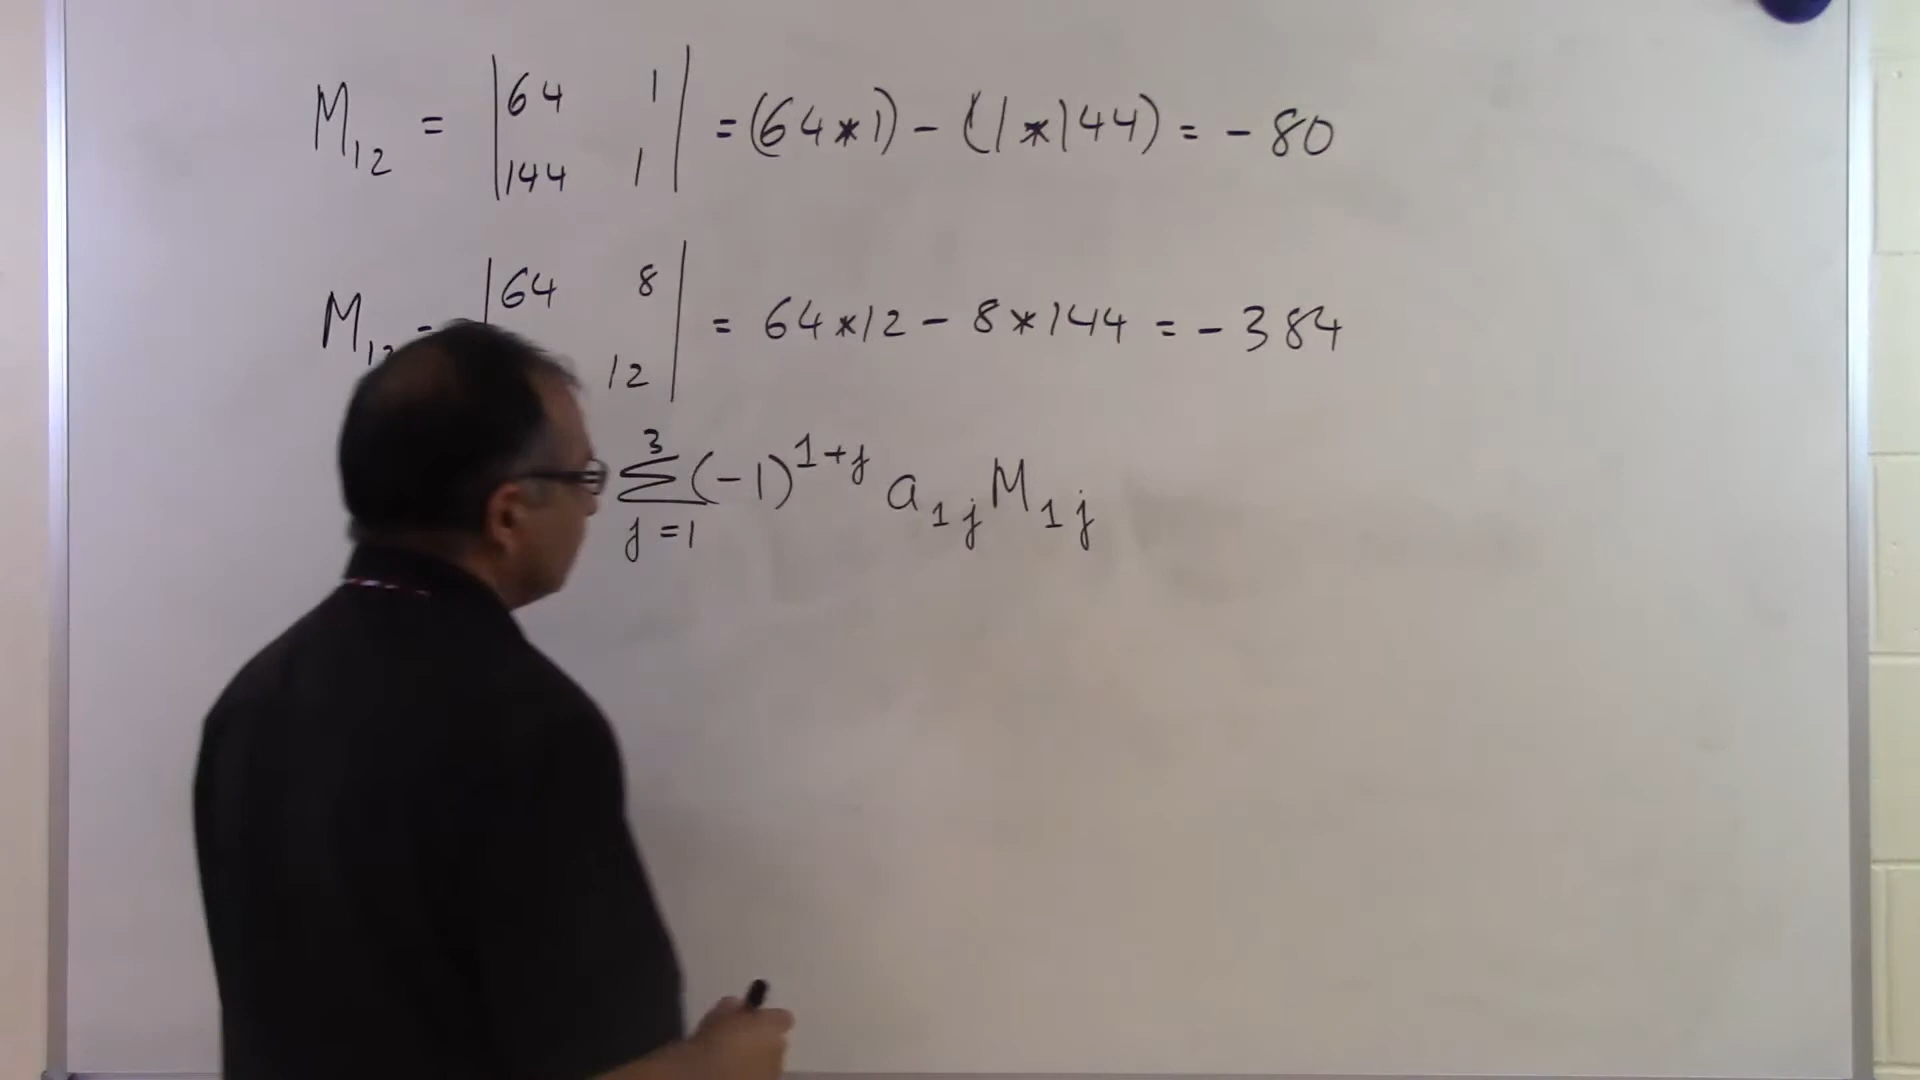 M₁₂ = |64 1| = (64*1) - (1*144) = -80
|144 1|
M₁ = |64 8| = 64*12 - 8*144 = -384
12|
3
∑ (-1)^{1+j} a₁ⱼ M₁ⱼ
j=1